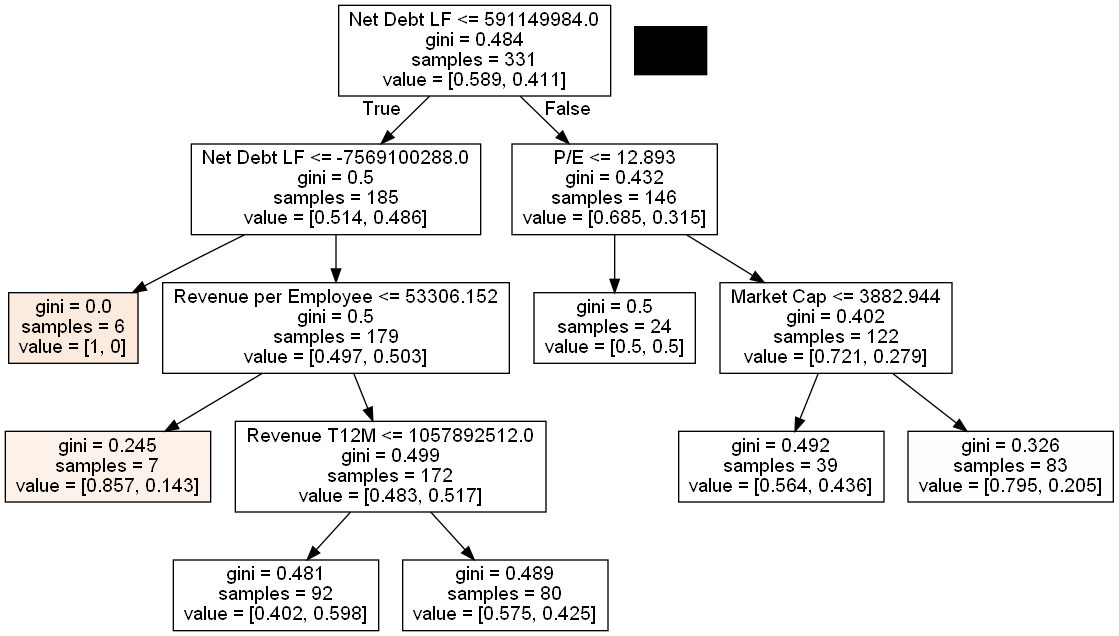 Net Debt LF <= 591149984.0
gini = 0.484
samples = 331
value = [0.589, 0.411]
True
False
Net Debt LF <= -7569100288.0
gini = 0.5
samples = 185
value = [0.514, 0.486]
P/E <= 12.893
gini = 0.432
samples = 146
value = [0.685, 0.315]
gini = 0.0
samples = 6
value = [1, 0]
Revenue per Employee <= 53306.152
gini = 0.5
samples = 179
value = [0.497, 0.503]
gini = 0.5
samples = 24
value = [0.5, 0.5]
Market Cap <= 3882.944
gini = 0.402
samples = 122
value = [0.721, 0.279]
gini = 0.245
samples = 7
value = [0.857, 0.143]
Revenue T12M <= 1057892512.0
gini = 0.499
samples = 172
value = [0.483, 0.517]
gini = 0.492
samples = 39
value = [0.564, 0.436]
gini = 0.326
samples = 83
value = [0.795, 0.205]
gini = 0.481
samples = 92
value = [0.402, 0.598]
gini = 0.489
samples = 80
value = [0.575, 0.425]